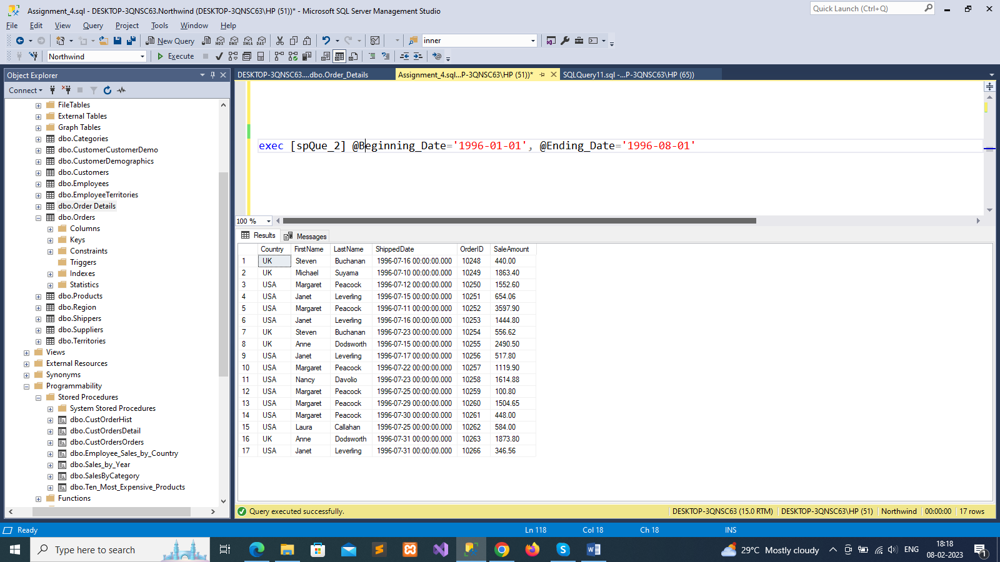 Assignment_4.sql - DESKTOP-3QNSC63.Northwind (DESKTOP-3QNSC63\HP (51))* - Microsoft SQL Server Management Studio
Quick Launch (Ctrl+Q)
File Edit View Query Project Tools Window Help
New Query MDX DMX XMLA DAX inner
Northwind Execute
Object Explorer
Connect
FileTables
External Tables
Graph Tables
dbo.Categories
dbo.CustomerCustomerDemo
dbo.CustomerDemographics
dbo.Customers
dbo.Employees
dbo.EmployeeTerritories
dbo.Order Details
dbo.Orders
Columns
Keys
Constraints
Triggers
Indexes
Statistics
dbo.Products
dbo.Region
dbo.Shippers
dbo.Suppliers
dbo.Territories
Views
External Resources
Synonyms
Programmability
Stored Procedures
System Stored Procedures
dbo.CustOrderHist
dbo.CustOrdersDetail
dbo.CustOrdersOrders
dbo.Employee_Sales_by_Country
dbo.Sales_by_Year
dbo.SalesByCategory
dbo.Ten_Most_Expensive_Products
Functions
DESKTOP-3QNSC63....dbo.Order_Details Assignment_4.sql...P-3QNSC63\HP (51))* SQLQuery11.sql -...P-3QNSC63\HP (65))
exec [spQue_2] @Beginning_Date='1996-01-01', @Ending_Date='1996-08-01'
100 %
Results Messages
Country FirstName LastName ShippedDate OrderID SaleAmount
1 UK Steven Buchanan 1996-07-16 00:00:00.000 10248 440.00
2 UK Michael Suyama 1996-07-10 00:00:00.000 10249 1863.40
3 USA Margaret Peacock 1996-07-12 00:00:00.000 10250 1552.60
4 USA Janet Leverling 1996-07-15 00:00:00.000 10251 654.06
5 USA Margaret Peacock 1996-07-11 00:00:00.000 10252 3597.90
6 USA Janet Leverling 1996-07-16 00:00:00.000 10253 1444.80
7 UK Steven Buchanan 1996-07-23 00:00:00.000 10254 556.62
8 UK Anne Dodsworth 1996-07-15 00:00:00.000 10255 2490.50
9 USA Janet Leverling 1996-07-17 00:00:00.000 10256 517.80
10 USA Margaret Peacock 1996-07-22 00:00:00.000 10257 1119.90
11 USA Nancy Davolio 1996-07-23 00:00:00.000 10258 1614.88
12 USA Margaret Peacock 1996-07-25 00:00:00.000 10259 100.80
13 USA Margaret Peacock 1996-07-29 00:00:00.000 10260 1504.65
14 USA Margaret Peacock 1996-07-30 00:00:00.000 10261 448.00
15 USA Laura Callahan 1996-07-25 00:00:00.000 10262 584.00
16 UK Anne Dodsworth 1996-07-31 00:00:00.000 10263 1873.80
17 USA Janet Leverling 1996-07-31 00:00:00.000 10266 346.56
Query executed successfully. DESKTOP-3QNSC63 (15.0 RTM) DESKTOP-3QNSC63\HP (51) Northwind 00:00:00 17 rows
Ready Ln 118 Col 18 Ch 18 INS
Type here to search
29°C Mostly cloudy ENG
18:18
08-02-2023
1